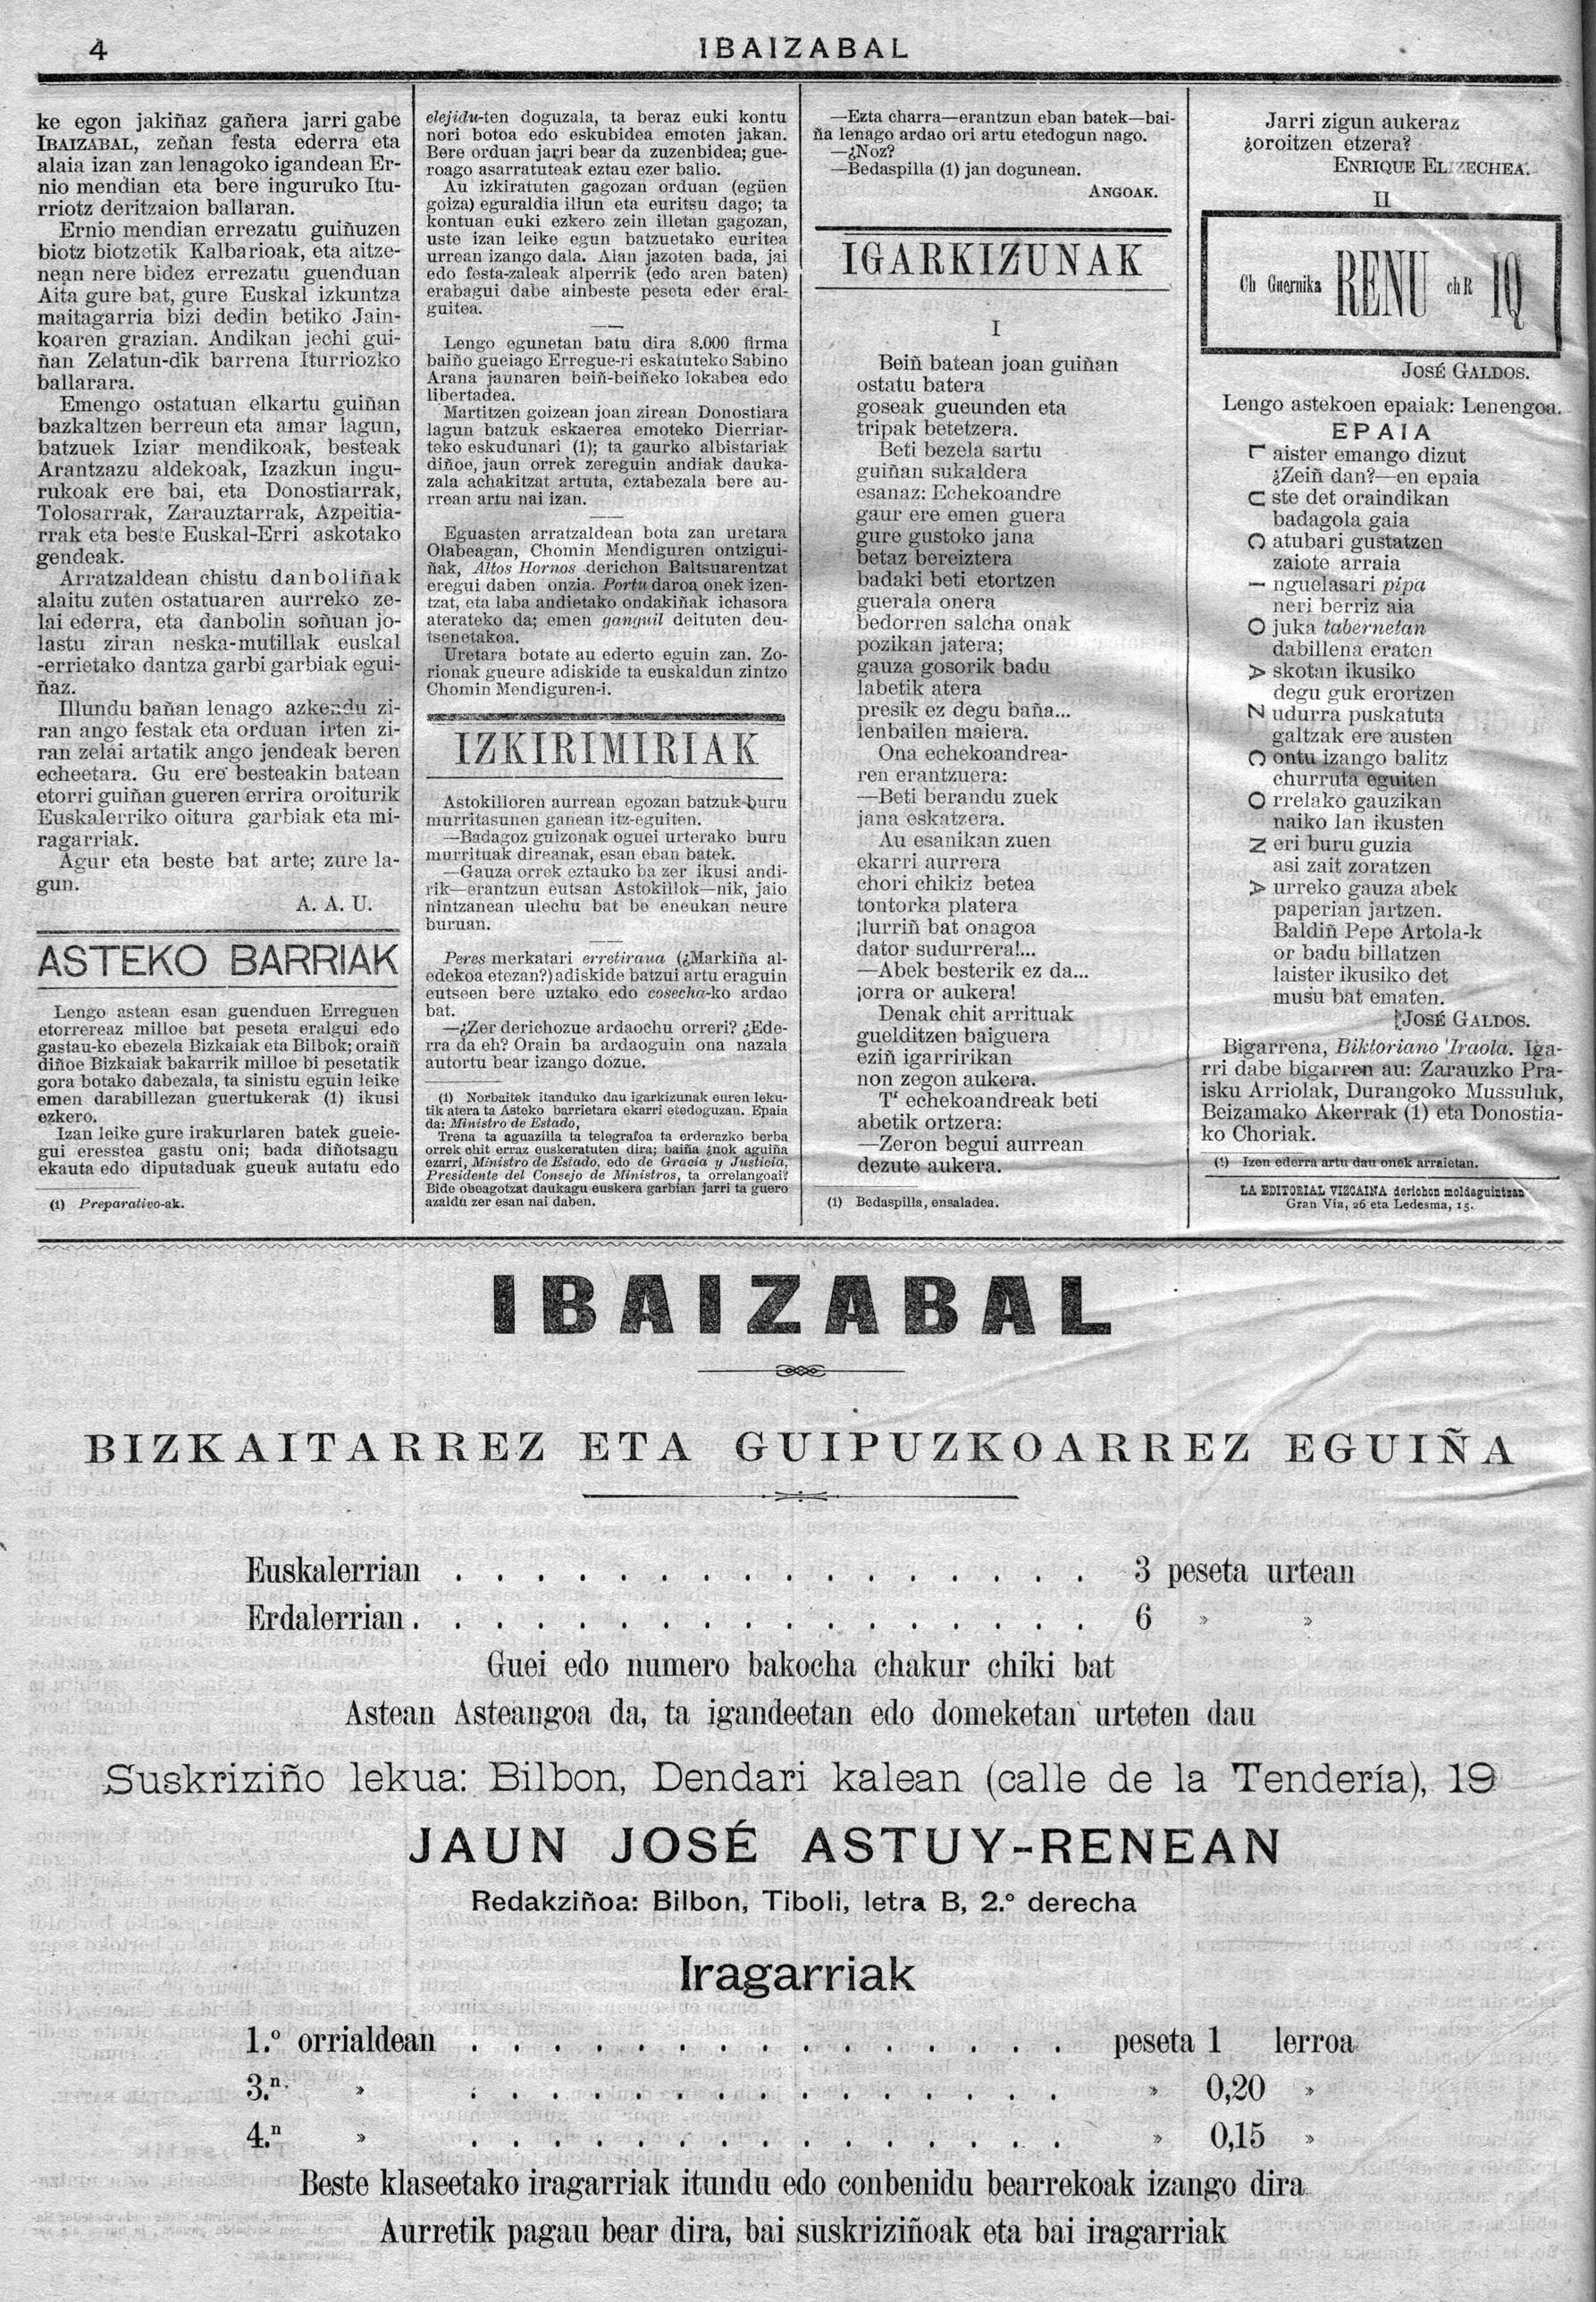 4
IBAIZABAL
ke egon jakiñaz gañera jarri gabe
IBAIZABAL, zeñan festa ederra eta
alaia izan zan lenagoko igandean Er-
nio mendian eta bere inguruko Itu-
rriotz deritzaion ballaran.
Ernio mendian errezatu guiñuzen
biotz biotzetik Kalbarioak, eta aitze-
nean nere bidez errezatu guenduan
Aita gure bat, gure Euskal izkuntza
maitagarria bizi dedin betiko Jain-
koaren grazian. Andikan jechi gui-
ñan Zelatun-dik barrena Iturriozko
ballarara.
Emengo ostatuan elkartu guiñan
bazkaltzen berreun eta amar lagun,
batzuek Iziar mendikoak, besteak
Arantzazu aldekoak, Izazkun ingu-
rukoak ere bai, eta Donostiarrak,
Tolosarrak, Zarauztarrak, Azpeitia-
rrak eta beste Euskal-Erri askotako
gendeak.
Arratzaldean chistu danboliñak
alaitu zuten ostatuaren aurreko ze-
lai ederra, eta danbolin soñuan jo-
lastu ziran neska-mutillak euskal
-errietako dantza garbi garbiak egui-
ñaz.
Illundu bañan lenago azkendu zi-
ran ango festak eta orduan irten zi-
ran zelai artatik ango jendeak beren
echeetara. Gu ere besteakin batean
etorri guiñan gueren errira oroiturik
Euskalerriko oitura garbiak eta mi-
ragarriak.
Agur eta beste bat arte; zure la-
gun.
A. A. U.
ASTEKO BARRIAK
Lengo astean esan guenduen Erreguen
etorrereaz milloe bat peseta eralgui edo
gastau-ko ebezela Bizkaiak eta Bilbok; orain
diñoe Bizkaiak bakarrik milloe bi pesetatik
gora botako dabezala, ta sinistu eguin leike
emen darabillezan guertukerak (1) ikusi
ezkero.
Izan leike gure irakurlaren batek gueie-
gui eresstea gastu oni; bada diñotsagu
ekauta edo diputaduak gueuk autatu edo
(1) Preparativo-ak.
elejidu-ten doguzala, ta beraz euki kontu
nori botoa edo eskubidea emoten jakan.
Bere orduan jarri bear da zuzenbidea; gue-
roago asarratuteak eztau ezer balio.
Au izkiratuten gagozan orduan (egüen
goiza) eguraldia illun eta euritsu dago; ta
kontuan euki ezkero zein illetan gagozan,
uste izan leike egun batzuetako euritea
urrean izango dala. Alan jazoten bada, jai
edo festa-zaleak alperrik (edo aren baten)
erabagui dabe ainbeste peseta eder eral-
guitea.
Lengo egunetan batu dira 8.000 firma
baiño gueiago Erregue-ri eskatuteko Sabino
Arana jaunaren beiñ-beiñeko lokabea edo
libertadea.
Martitzen goizean joan zirean Donostiara
lagun batzuk eskaerea emoteko Dierriar-
teko eskudunari (1); ta gaurko albistariak
diñoe, jaun orrek zereguin andiak dauka-
zala achakitzat artuta, eztabezala bere au-
rrean artu nai izan.
Eguasten arratzaldean bota zan uretara
Olabeagan, Chomin Mendiguren ontzigui-
ñak, Altos Hornos derichon Baltsuarentzat
eregui daben onzia. Portu daroa onek izen-
tzat, eta laba andietako ondakiñak ichasora
aterateko da; emen ganguil deituten deu-
tsenetakoa.
Uretara botate au ederto eguin zan. Zo-
rionak gueure adiskide ta euskaldun zintzo
Chomin Mendiguren-i.
IZKIRIMIRIAK
Astokilloren aurrean egozan batzuk buru
murritasunen ganean itz-eguiten.
—Badagoz guizonak oguei urterako buru
murrituak direanak, esan eban batek.
—Gauza orrek eztauko ba zer ikusi andi-
rik—erantzun eutsan Astokillok—nik, jaio
nintzanean ulechu bat be eneukan neure
buruan.
Peres merkatari erretiraua (¿Markiña al-
edekoa etezan?) adiskide batzui artu eraguin
eutseen bere uztako edo cosecha-ko ardao
bat.
—¿Zer derichozue ardaochu orreri? ¿Ede-
rra da eh? Orain ba ardaoguin ona nazala
autortu bear izango dozue.
(1) Norbaitek itanduko dau igarkizunak euren leku-
tik atera ta Asteko barrietara ekarri etedoguzan. Epaia
da: Ministro de Estado,
Trena ta aguazilla ta telegrafoa ta erderazko berba
orrek chit erraz euskeratuten dira; baiña ¿nok aguiña
ezarri, Ministro de Estado, edo de Gracia y Justicia,
Presidente del Consejo de Ministros, ta orrelangoai?
Bide obeagotzat daukagu euskera garbian jarri ta guero
azaldu zer esan nai daben.
—Ezta charra—erantzun eban batek—bai-
ña lenago ardao ori artu etedogun nago.
—¿Noz?
—Bedaspilla (1) jan dogunean.
ANGOAK.
IGARKIZUNAK
I
Beiñ batean joan guiñan
ostatu batera
goseak gueunden eta
tripak betetzera.
Beti bezela sartu
guiñan sukaldera
esanaz: Echekoandre
gaur ere emen guera
gure gustoko jana
betaz bereiztera
badaki beti etortzen
guerala onera
bedorren salcha onak
pozikan jatera;
gauza gosorik badu
labetik atera
presik ez degu baña...
lenbailen maiera.
Ona echekoandrea-
ren erantzuera:
—Beti berandu zuek
jana eskatzera.
Au esanikan zuen
ekarri aurrera
chori chikiz betea
tontorka platera
¡lurriñ bat onagoa
dator sudurrera!...
—Abek besterik ez da...
¡orra or aukera!
Denak chit arrituak
guelditzen baiguera
eziñ igarririkan
non zegon aukera.
T' echekoandreak beti
abetik ortzera:
—Zeron begui aurrean
dezute aukera.
(1) Bedaspilla, ensaladea.
Jarri zigun aukeraz
¿oroitzen etzera?
ENRIQUE ELIZECHEA.
II
Ch Guernika RENU ch R IQ
JOSÉ GALDOS.
Lengo astekoen epaiak: Lenengoa.
EPAIA
L aister emango dizut
¿Zeiñ dan?—en epaia
U ste det oraindikan
badagola gaia
C atubari gustatzen
zaiote arraia
I nguelasari pipa
neri berriz aia
O juka tabernetan
dabillena eraten
A skotan ikusiko
degu guk erortzen
N udurra puskatuta
galtzak ere austen
C ontu izango balitz
churruta eguiten
O rrelako gauzikan
naiko lan ikusten
N eri buru guzia
asi zait zoratzen
A urreko gauza abek
paperian jartzen.
Baldiñ Pepe Artola-k
or badu billatzen
laister ikusiko det
musu bat ematen.
JOSÉ GALDOS.
Bigarrena, Biktoriano Iraola. Iga-
rri dabe bigarren au: Zarauzko Pra-
isku Arriolak, Durangoko Mussuluk,
Beizamako Akerrak (1) eta Donostia-
ko Choriak.
(1) Izen ederra artu dau onek arraietan.
LA EDITORIAL VIZCAINA derichon moldaguintzan
Gran Vía, 26 eta Ledesma, 15.
IBAIZABAL
BIZKAITARREZ ETA GUIPUZKOARREZ EGUIÑA
Euskalerrian . . . . . . . . . . . . . . . . 3 peseta urtean
Erdalerrian . . . . . . . . . . . . . . . . . 6 » »
Guei edo numero bakocha chakur chiki bat
Astean Asteangoa da, ta igandeetan edo domeketan urteten dau
Suskriziño lekua: Bilbon, Dendari kalean (calle de la Tendería), 19
JAUN JOSÉ ASTUY-RENEAN
Redakziñoa: Bilbon, Tiboli, letra B, 2.º derecha
Iragarriak
1.º orrialdean . . . . . . . . . . . . . . . peseta 1 lerroa
3.n » . . . . . . . . . . . . . . . » 0,20 »
4.n » . . . . . . . . . . . . . . . » 0,15 »
Beste klaseetako iragarriak itundu edo conbenidu bearrekoak izango dira
Aurretik pagau bear dira, bai suskriziñoak eta bai iragarriak